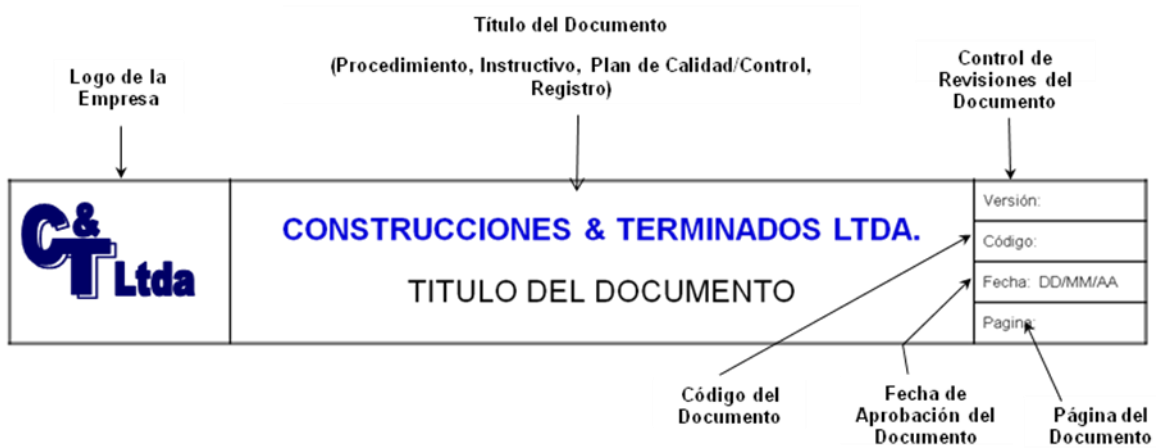 Título del Documento
(Procedimiento, Instructivo, Plan de Calidad/Control,
Registro)
Logo de la
Empresa
Control de
Revisiones del
Documento
C&T Ltda
CONSTRUCCIONES & TERMINADOS LTDA.
TITULO DEL DOCUMENTO
Versión:
Código:
Fecha: DD/MM/AA
Pagina:
Código del
Documento
Fecha de
Aprobación del
Documento
Página del
Documento